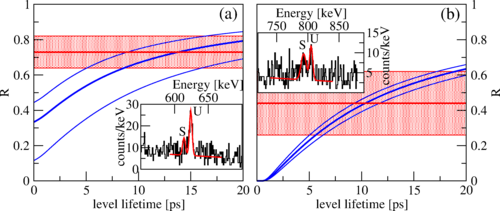 (a)
R
1
0.8
0.6
0.4
0.2
0
0
5
10
15
20
level lifetime [ps]
Energy [keV]
600
650
counts/keV
30
20
10
0
S
U
(b)
Energy [keV]
750
800
850
counts/keV
15
10
5
0
S
U
1
0.8
0.6
0.4
0.2
0
R
0
5
10
15
20
level lifetime [ps]